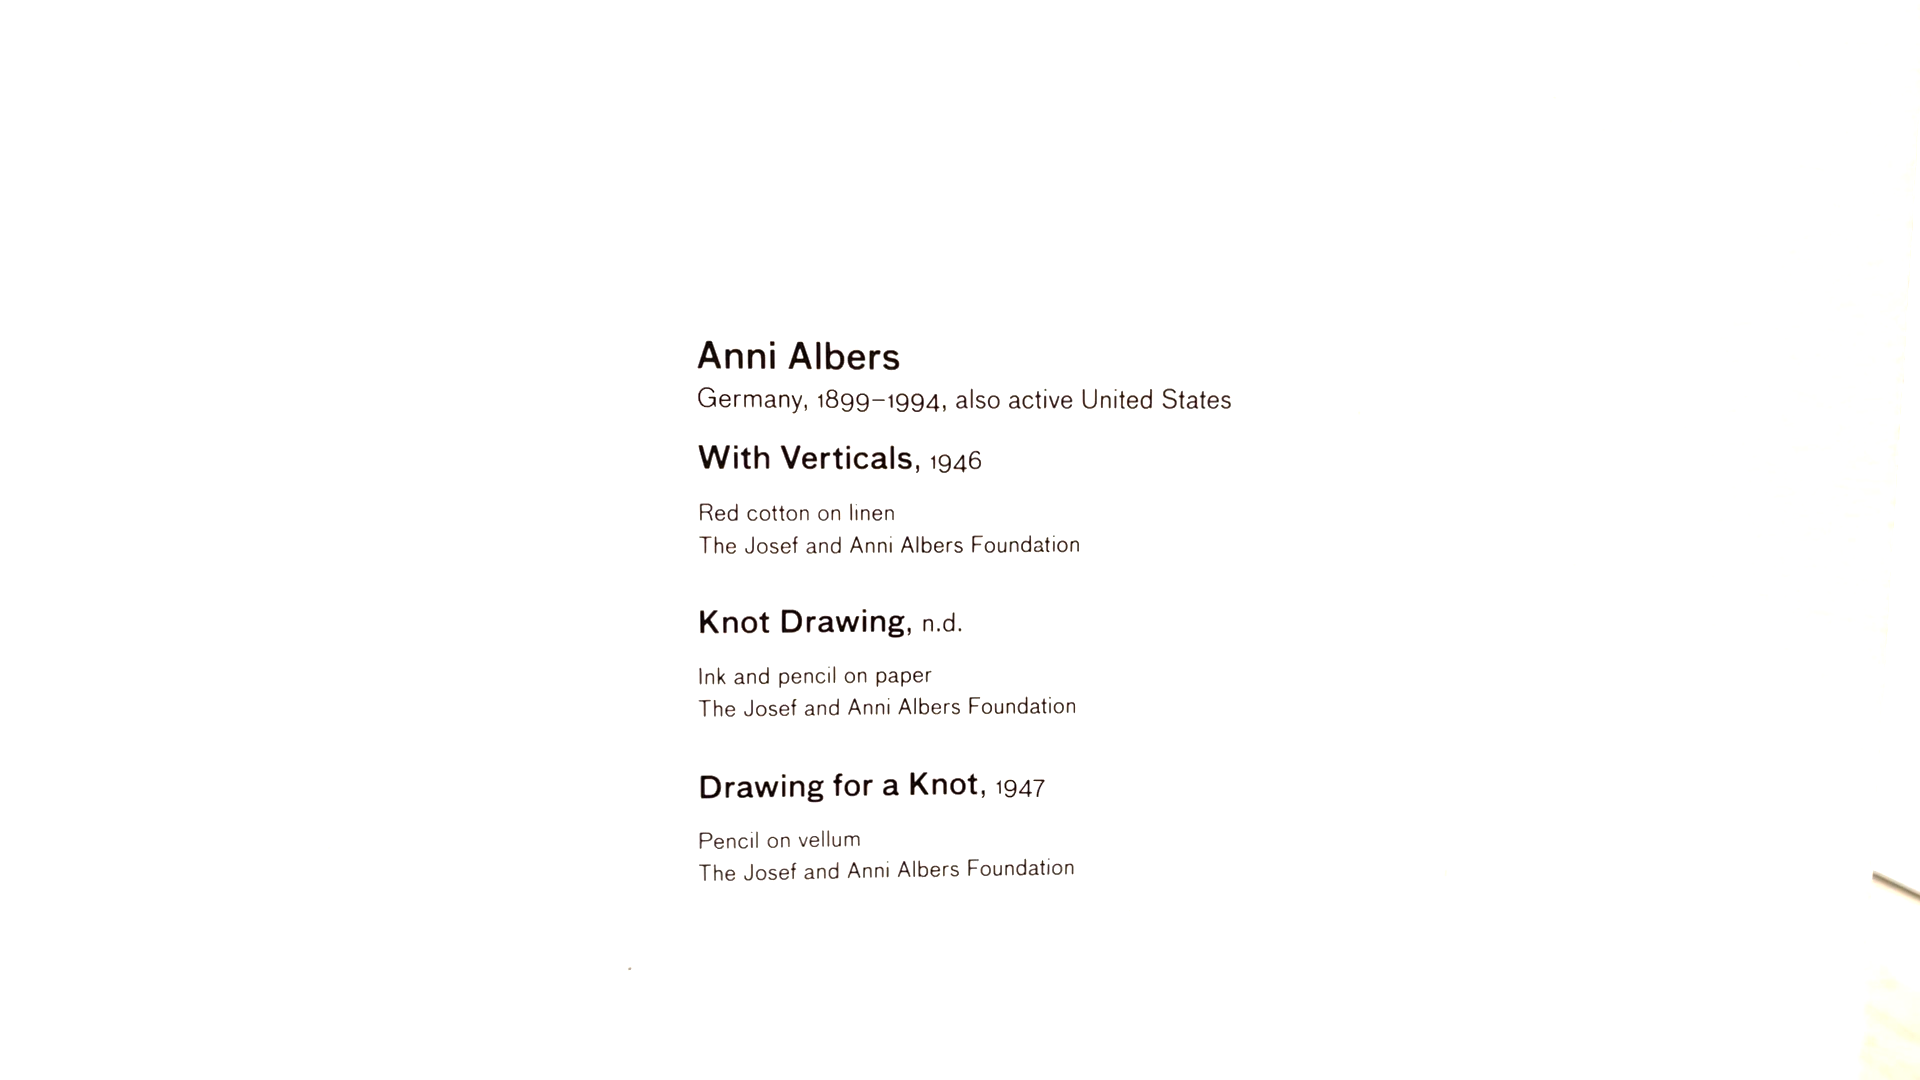 Anni Albers
Germany, 1899–1994, also active United States
With Verticals, 1946
Red cotton on linen
The Josef and Anni Albers Foundation
Knot Drawing, n.d.
Ink and pencil on paper
The Josef and Anni Albers Foundation
Drawing for a Knot, 1947
Pencil on vellum
The Josef and Anni Albers Foundation